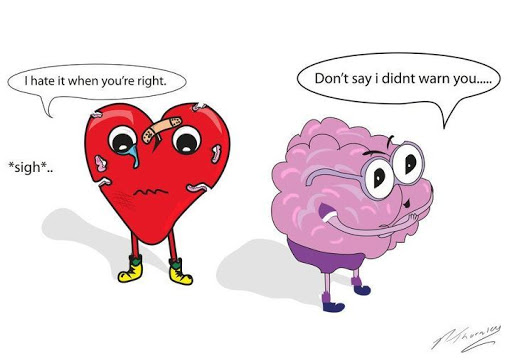 I hate it when you're right.
Don't say i didnt warn you.....
*sigh*..